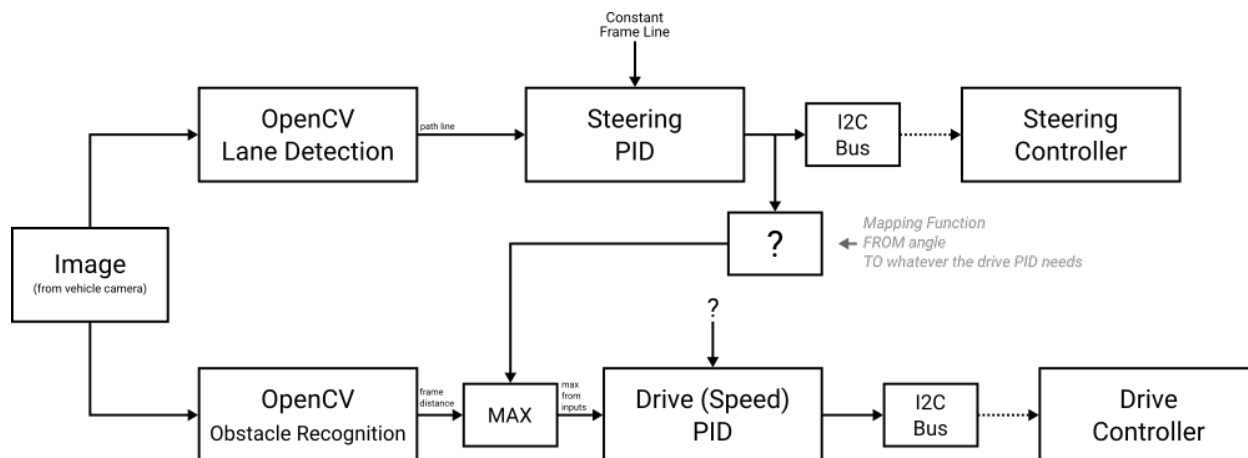 Constant
Frame Line
OpenCV
Lane Detection
path line
Steering
PID
I2C
Bus
Steering
Controller
Image
(from vehicle camera)
?
Mapping Function
FROM angle
TO whatever the drive PID needs
?
OpenCV
Obstacle Recognition
frame
distance
MAX
max
from
inputs
Drive (Speed)
PID
I2C
Bus
Drive
Controller